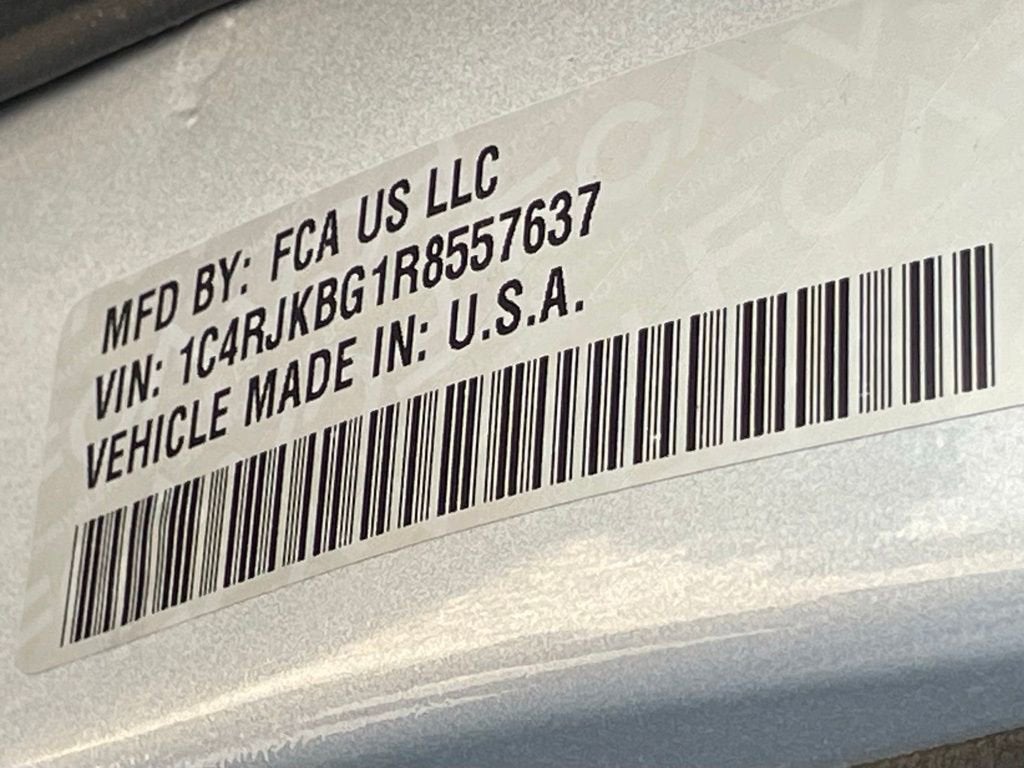 MFD BY: FCA US LLC
VIN: 1C4RJKBG1R8557637
VEHICLE MADE IN: U.S.A.